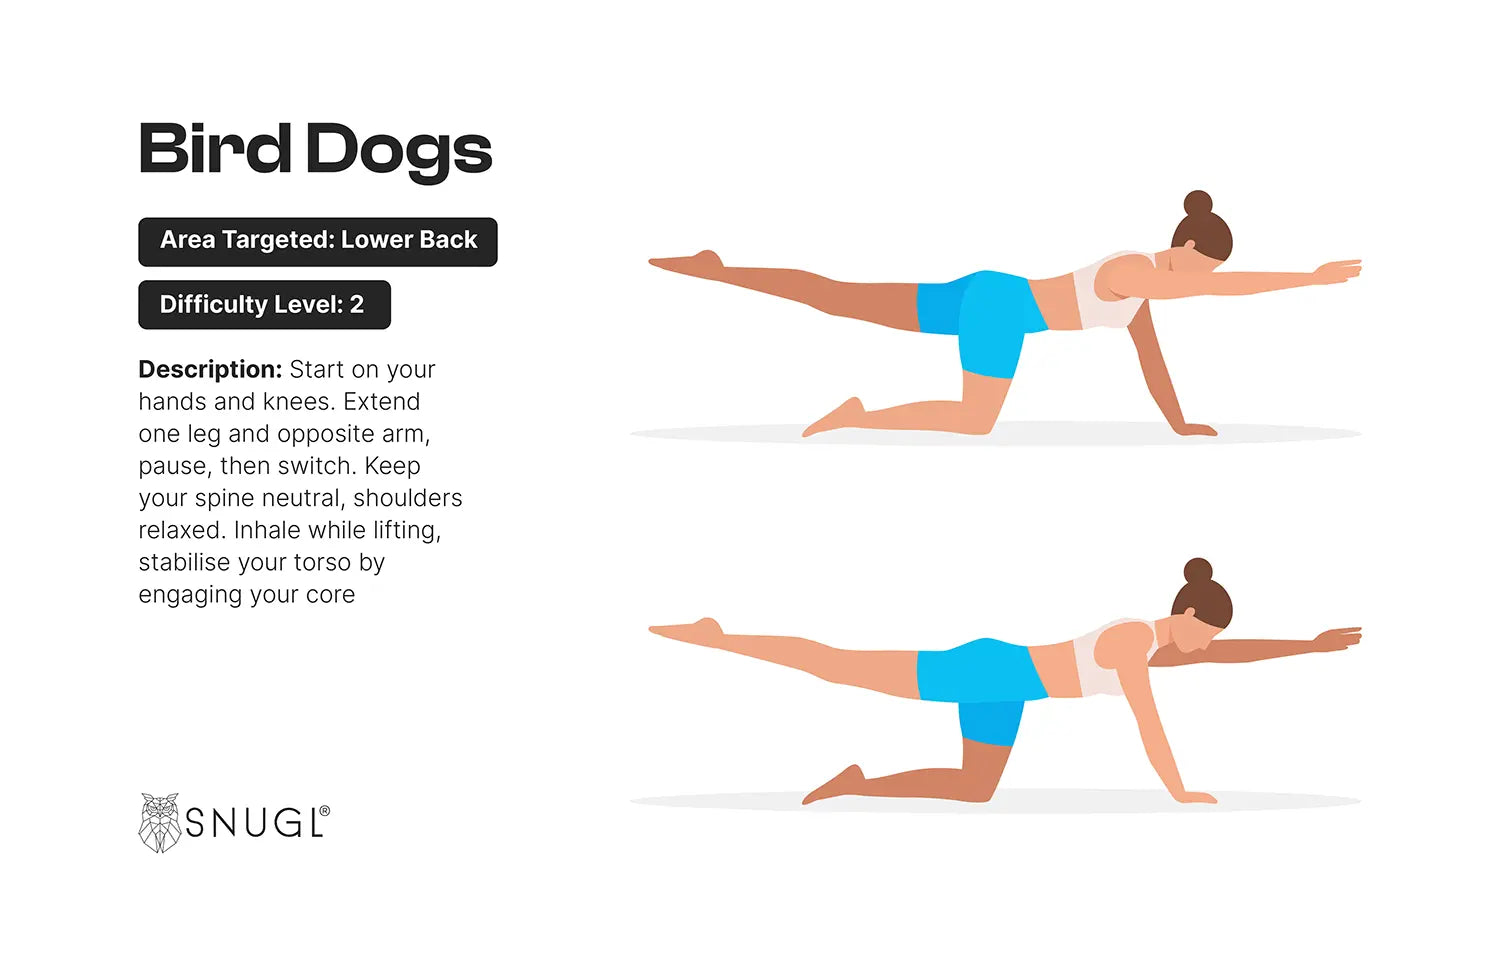 Bird Dogs
Area Targeted: Lower Back
Difficulty Level: 2
Description: Start on your
hands and knees. Extend
one leg and opposite arm,
pause, then switch. Keep
your spine neutral, shoulders
relaxed. Inhale while lifting,
stabilise your torso by
engaging your core
SNUGL®